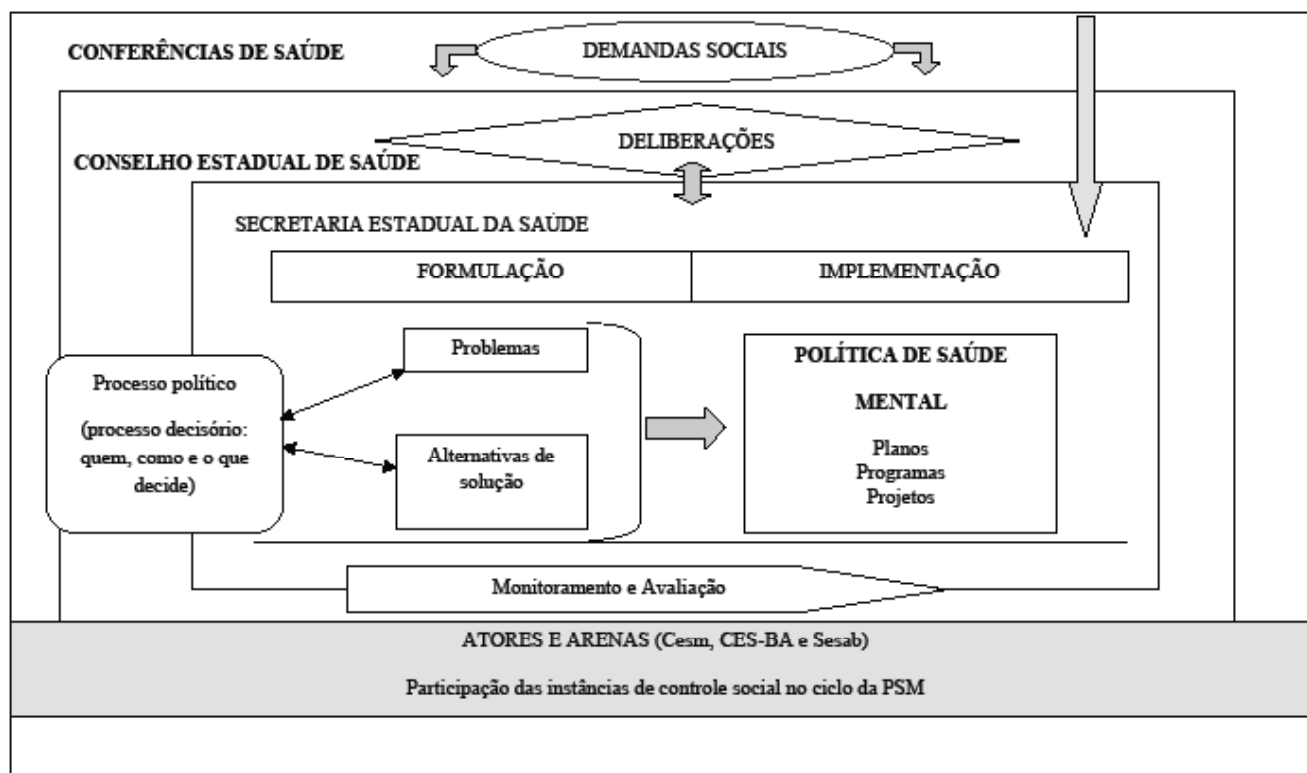 CONFERÊNCIAS DE SAÚDE
DEMANDAS SOCIAIS
DELIBERAÇÕES
CONSELHO ESTADUAL DE SAÚDE
SECRETARIA ESTADUAL DA SAÚDE
FORMULAÇÃO
IMPLEMENTAÇÃO
Processo político
(processo decisório:
quem, como e o que
decide)
Problemas
Alternativas de
solução
POLÍTICA DE SAÚDE
MENTAL
Planos
Programas
Projetos
Monitoramento e Avaliação
ATORES E ARENAS (Cesm, CES-BA e Sesab)
Participação das instâncias de controle social no ciclo da PSM